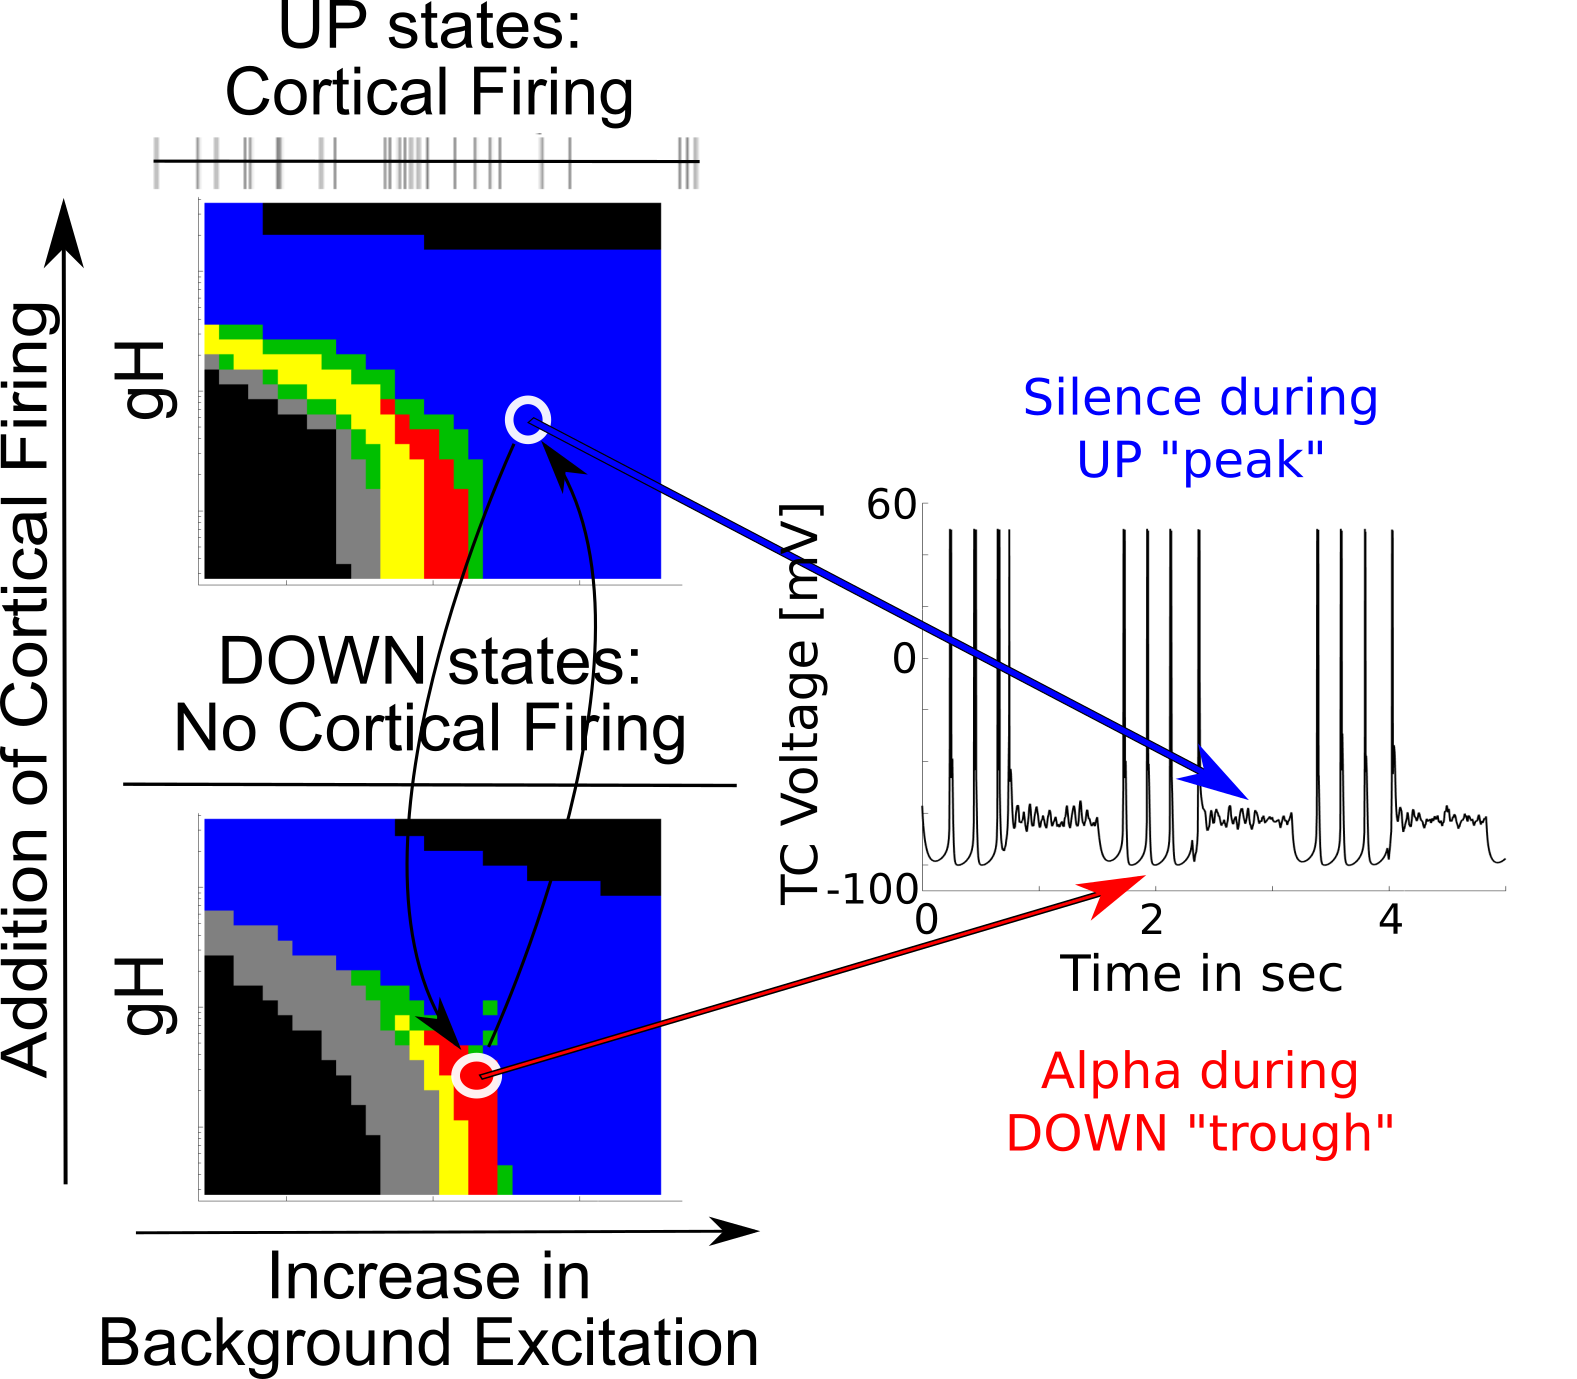 UP states:
Cortical Firing
Addition of Cortical Firing
gH
DOWN states:
No Cortical Firing
gH
Increase in
Background Excitation
Silence during
UP "peak"
TC Voltage [mV]
60
0
-100
0
2
4
Time in sec
Alpha during
DOWN "trough"